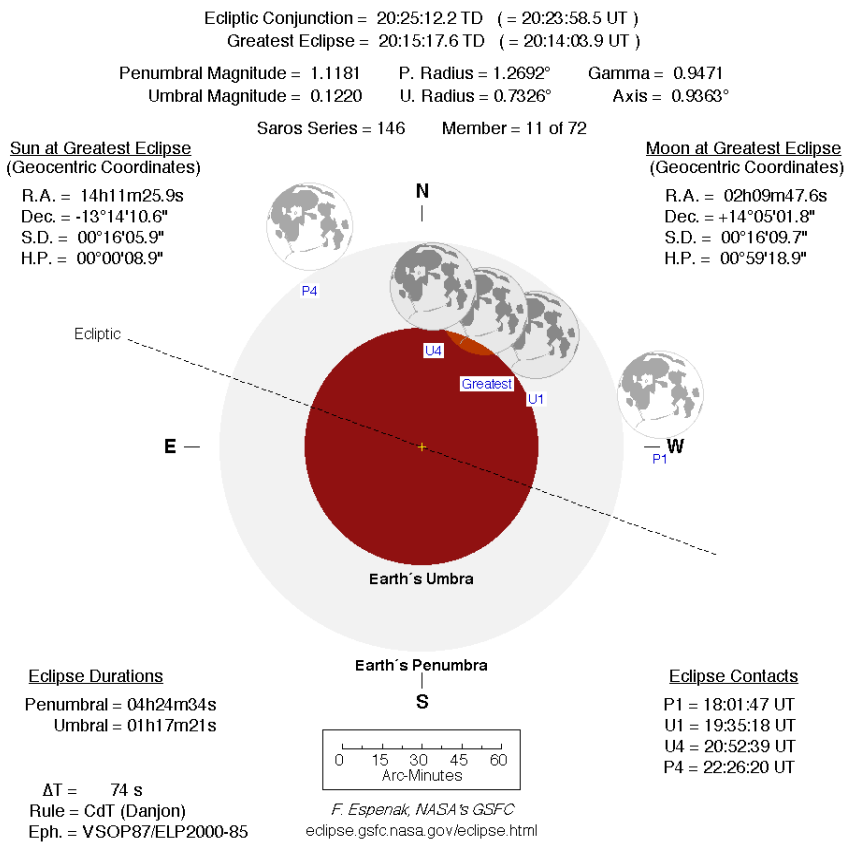 Ecliptic Conjunction = 20:25:12.2 TD ( = 20:23:58.5 UT )
Greatest Eclipse = 20:15:17.6 TD ( = 20:14:03.9 UT )
Penumbral Magnitude = 1.1181 P. Radius = 1.2692° Gamma = 0.9471
Umbral Magnitude = 0.1220 U. Radius = 0.7326° Axis = 0.9363°
Saros Series = 146 Member = 11 of 72
Sun at Greatest Eclipse
(Geocentric Coordinates)
R.A. = 14h11m25.9s
Dec. = -13°14'10.6"
S.D. = 00°16'05.9"
H.P. = 00°00'08.9"
Moon at Greatest Eclipse
(Geocentric Coordinates)
R.A. = 02h09m47.6s
Dec. = +14°05'01.8"
S.D. = 00°16'09.7"
H.P. = 00°59'18.9"
N
P4
Ecliptic
U4
Greatest
U1
E
W
P1
Earth´s Umbra
Earth´s Penumbra
S
Eclipse Durations
Penumbral = 04h24m34s
Umbral = 01h17m21s
Eclipse Contacts
P1 = 18:01:47 UT
U1 = 19:35:18 UT
U4 = 20:52:39 UT
P4 = 22:26:20 UT
0 15 30 45 60
Arc-Minutes
ΔT = 74 s
Rule = CdT (Danjon)
Eph. = VSOP87/ELP2000-85
F. Espenak, NASA's GSFC
eclipse.gsfc.nasa.gov/eclipse.html